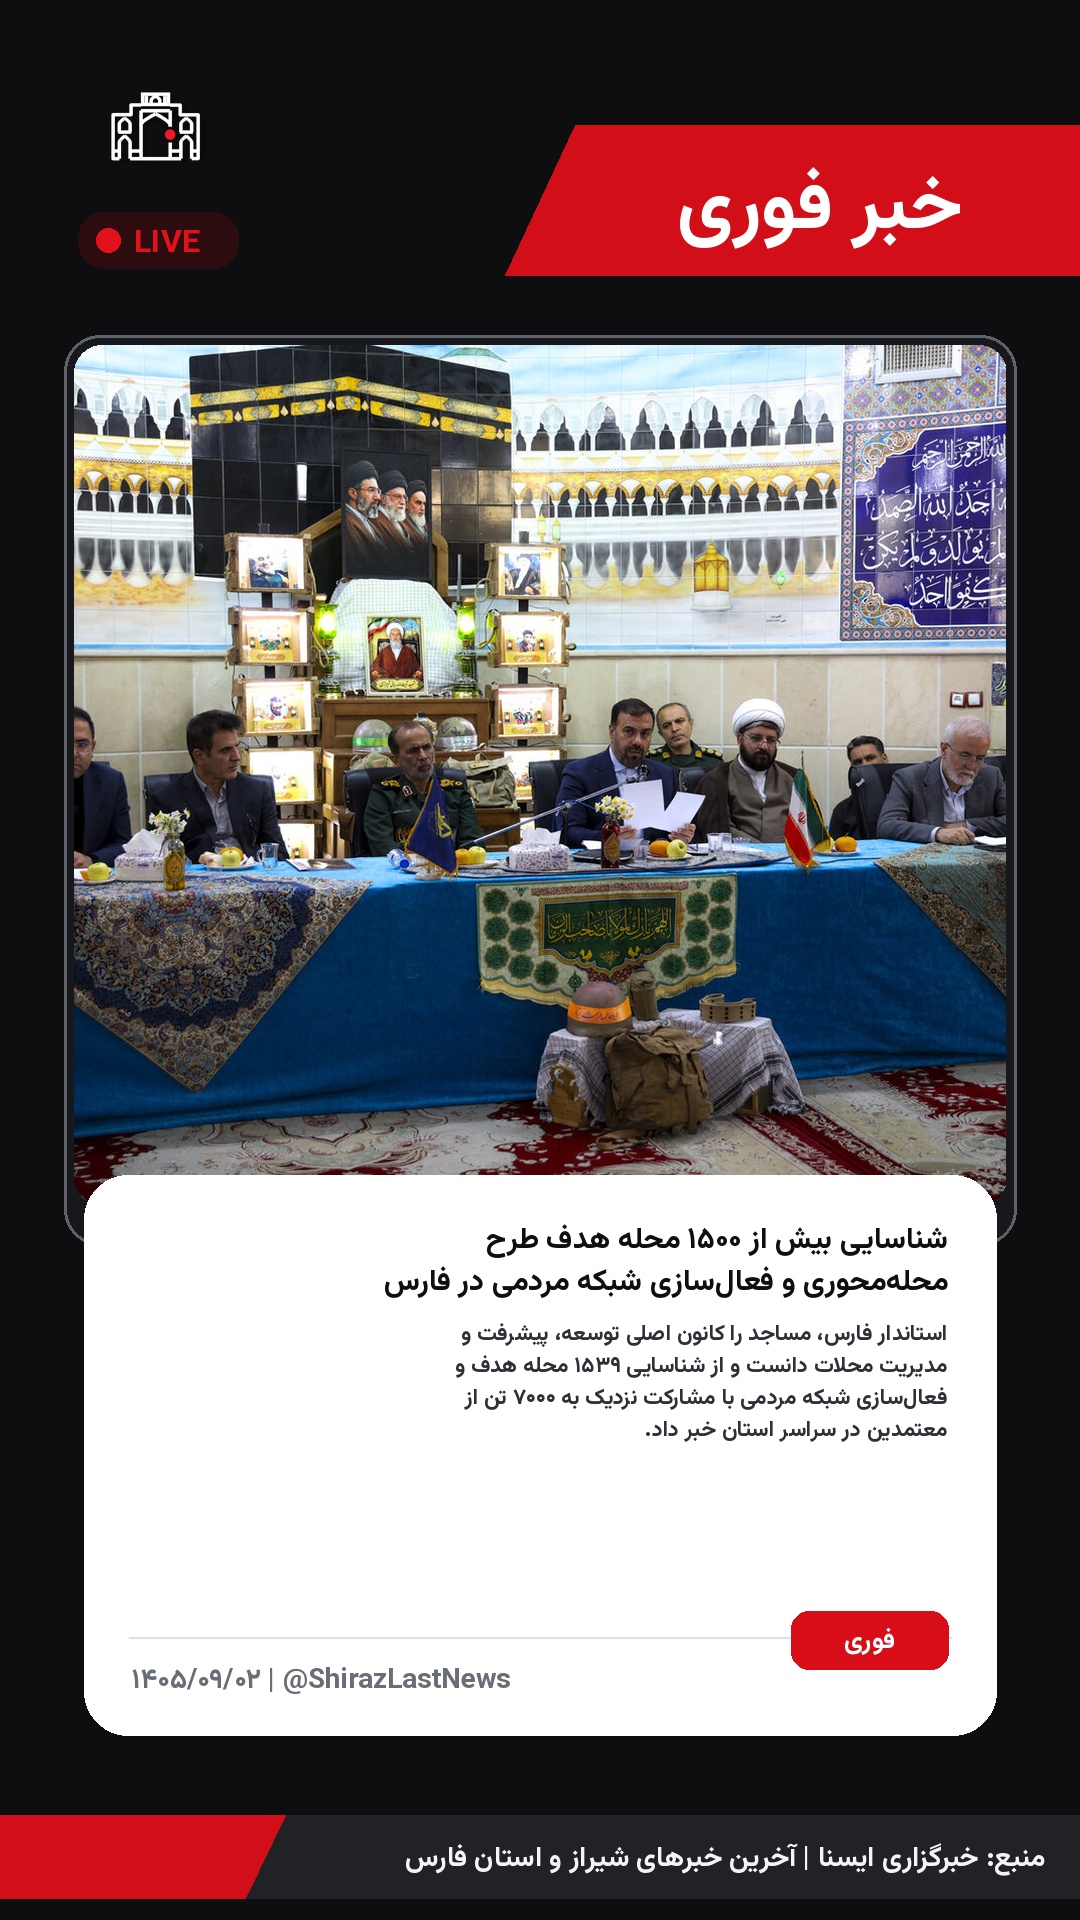 خبر فوری
LIVE
شناسایی بیش از ۱۵۰۰ محله هدف طرح
محله‌محوری و فعال‌سازی شبکه مردمی در فارس
استاندار فارس، مساجد را کانون اصلی توسعه، پیشرفت و
مدیریت محلات دانست و از شناسایی ۱۵۳۹ محله هدف و
فعال‌سازی شبکه مردمی با مشارکت نزدیک به ۷۰۰۰ تن از
معتمدین در سراسر استان خبر داد.
فوری
۱۴۰۵/۰۹/۰۲ | @ShirazLastNews
منبع: خبرگزاری ایسنا | آخرین خبرهای شیراز و استان فارس